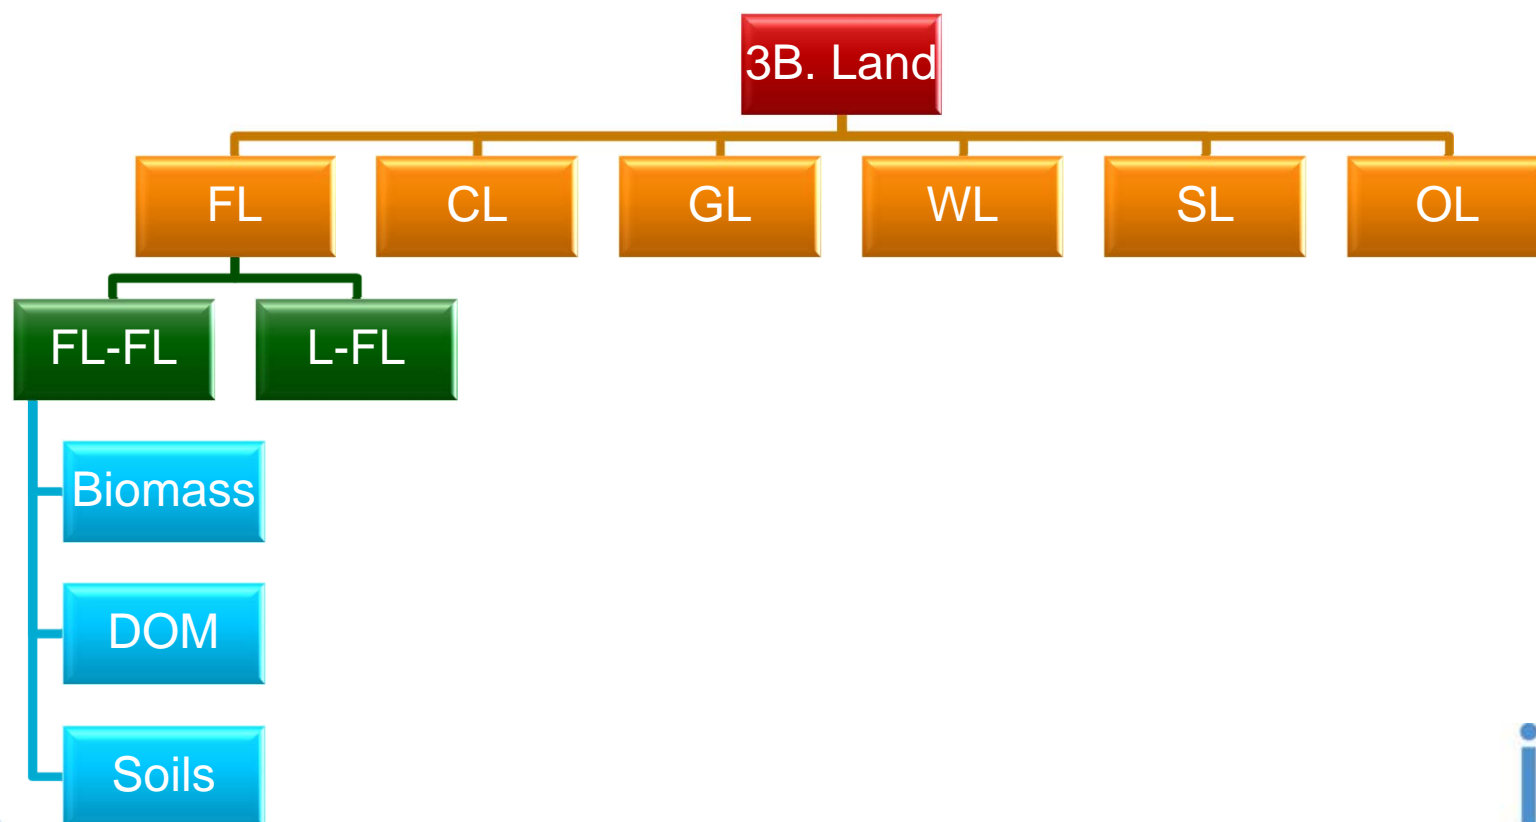 3B. Land
FL
CL
GL
WL
SL
OL
FL-FL
L-FL
Biomass
DOM
Soils